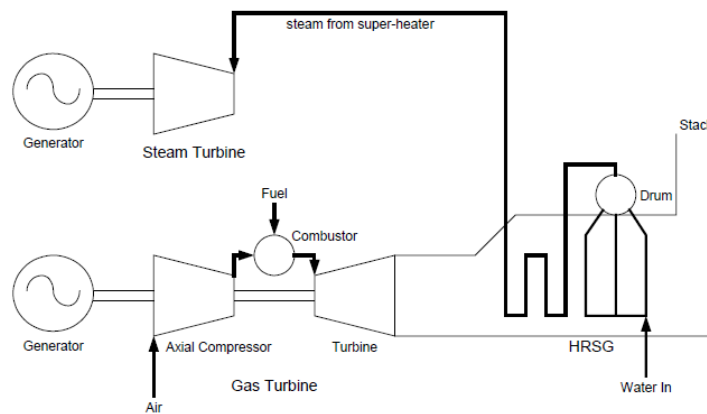 steam from super-heater
Stack
Generator
Steam Turbine
Fuel
Drum
Combustor
Generator
Axial Compressor
Turbine
HRSG
Gas Turbine
Water In
Air